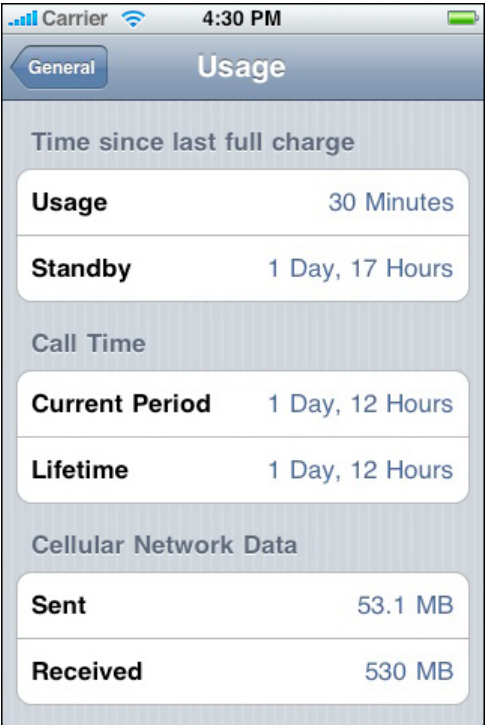 Carrier 4:30 PM
General Usage
Time since last full charge
Usage 30 Minutes
Standby 1 Day, 17 Hours
Call Time
Current Period 1 Day, 12 Hours
Lifetime 1 Day, 12 Hours
Cellular Network Data
Sent 53.1 MB
Received 530 MB